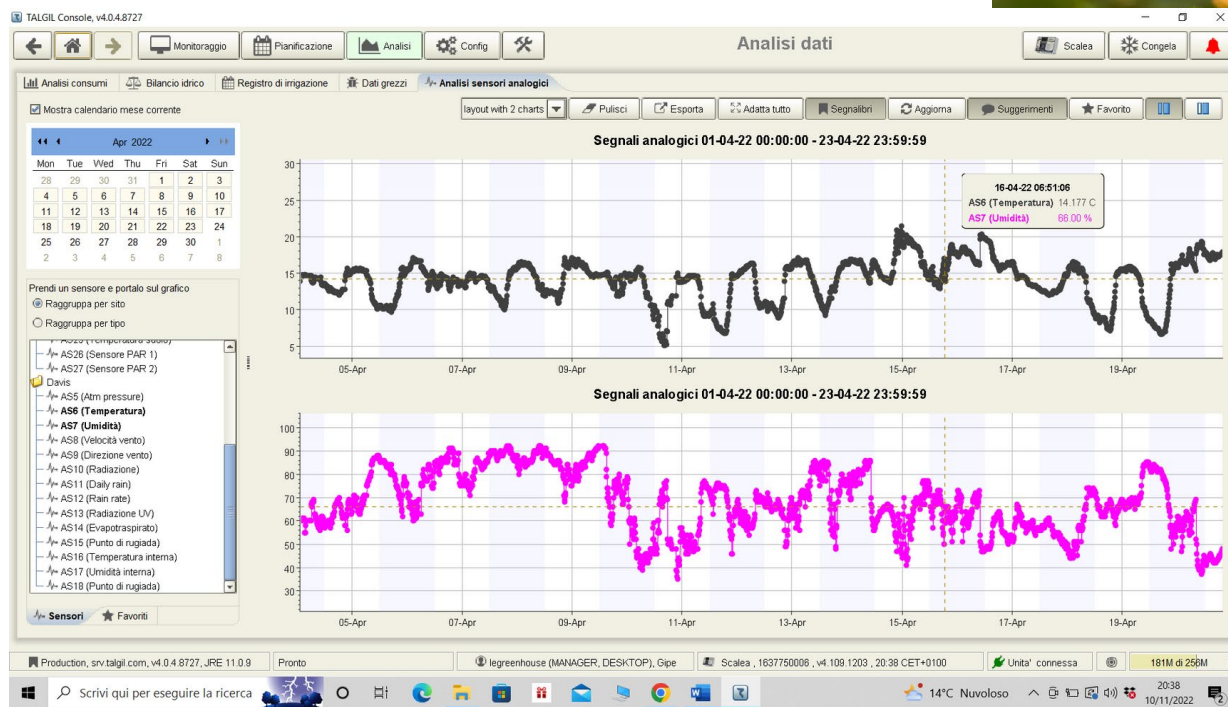 TALGIL Console, v4.0.4.8727
Monitoraggio Pianificazione Analisi Config Analisi dati Scalea Congela
Analisi consumi Bilancio idrico Registro di irrigazione Dati grezzi Analisi sensori analogici
Mostra calendario mese corrente layout with 2 charts Pulisci Esporta Adatta tutto Segnalibri Aggiorna Suggerimenti Favorito
Apr 2022
Mon Tue Wed Thu Fri Sat Sun
28 29 30 31 1 2 3
4 5 6 7 8 9 10
11 12 13 14 15 16 17
18 19 20 21 22 23 24
25 26 27 28 29 30 1
2 3 4 5 6 7 8
Prendi un sensore e portalo sul grafico
Raggruppa per sito
Raggruppa per tipo
AS25 (Temperatura suolo)
AS26 (Sensore PAR 1)
AS27 (Sensore PAR 2)
Davis
AS5 (Atm pressure)
AS6 (Temperatura)
AS7 (Umidità)
AS8 (Velocità vento)
AS9 (Direzione vento)
AS10 (Radiazione)
AS11 (Daily rain)
AS12 (Rain rate)
AS13 (Radiazione UV)
AS14 (Evapotraspirato)
AS15 (Punto di rugiada)
AS16 (Temperatura interna)
AS17 (Umidità interna)
AS18 (Punto di rugiada)
Sensori Favoriti
Segnali analogici 01-04-22 00:00:00 - 23-04-22 23:59:59
30
25
20
15
10
5
16-04-22 06:51:06
AS6 (Temperatura) 14.177 C
AS7 (Umidità) 66.00 %
05-Apr 07-Apr 09-Apr 11-Apr 13-Apr 15-Apr 17-Apr 19-Apr
Segnali analogici 01-04-22 00:00:00 - 23-04-22 23:59:59
100
90
80
70
60
50
40
30
05-Apr 07-Apr 09-Apr 11-Apr 13-Apr 15-Apr 17-Apr 19-Apr
Production, srv.talgil.com, v4.0.4.8727, JRE 11.0.9 Pronto legreenhouse (MANAGER, DESKTOP), Gipe Scalea , 1637750006 , v4.109.1203 , 20:38 CET+0100 Unita' connessa 181M di 256M
Scrivi qui per eseguire la ricerca 14°C Nuvoloso 20:38
10/11/2022
2